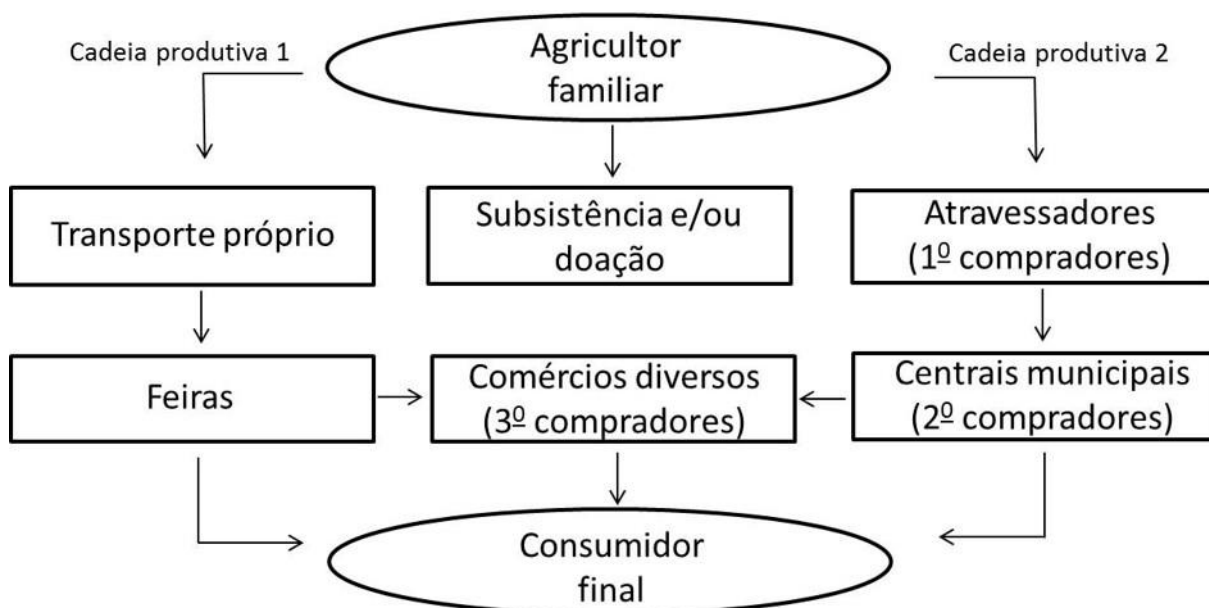 Cadeia produtiva 1
Agricultor
familiar
Cadeia produtiva 2
Transporte próprio
Subsistência e/ou
doação
Atravessadores
(1º compradores)
Feiras
Comércios diversos
(3º compradores)
Centrais municipais
(2º compradores)
Consumidor
final